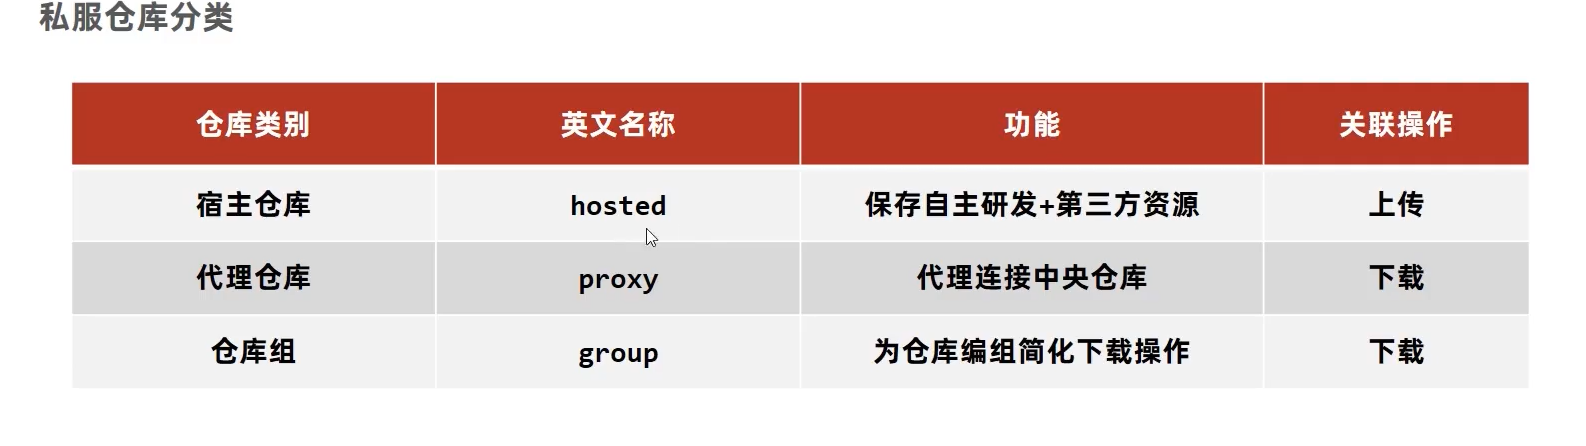 私服仓库分类
仓库类别 英文名称 功能 关联操作
宿主仓库 hosted 保存自主研发+第三方资源 上传
代理仓库 proxy 代理连接中央仓库 下载
仓库组 group 为仓库编组简化下载操作 下载